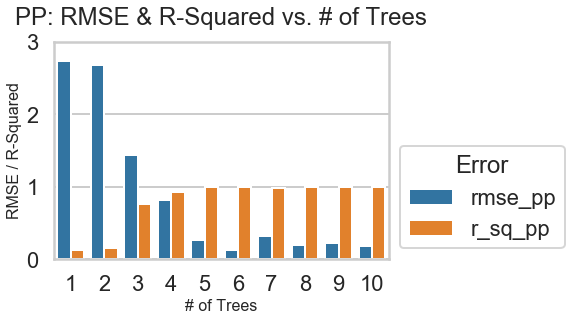 PP: RMSE & R-Squared vs. # of Trees
RMSE / R-Squared
3
2
1
0
1 2 3 4 5 6 7 8 9 10
# of Trees
Error
rmse_pp
r_sq_pp